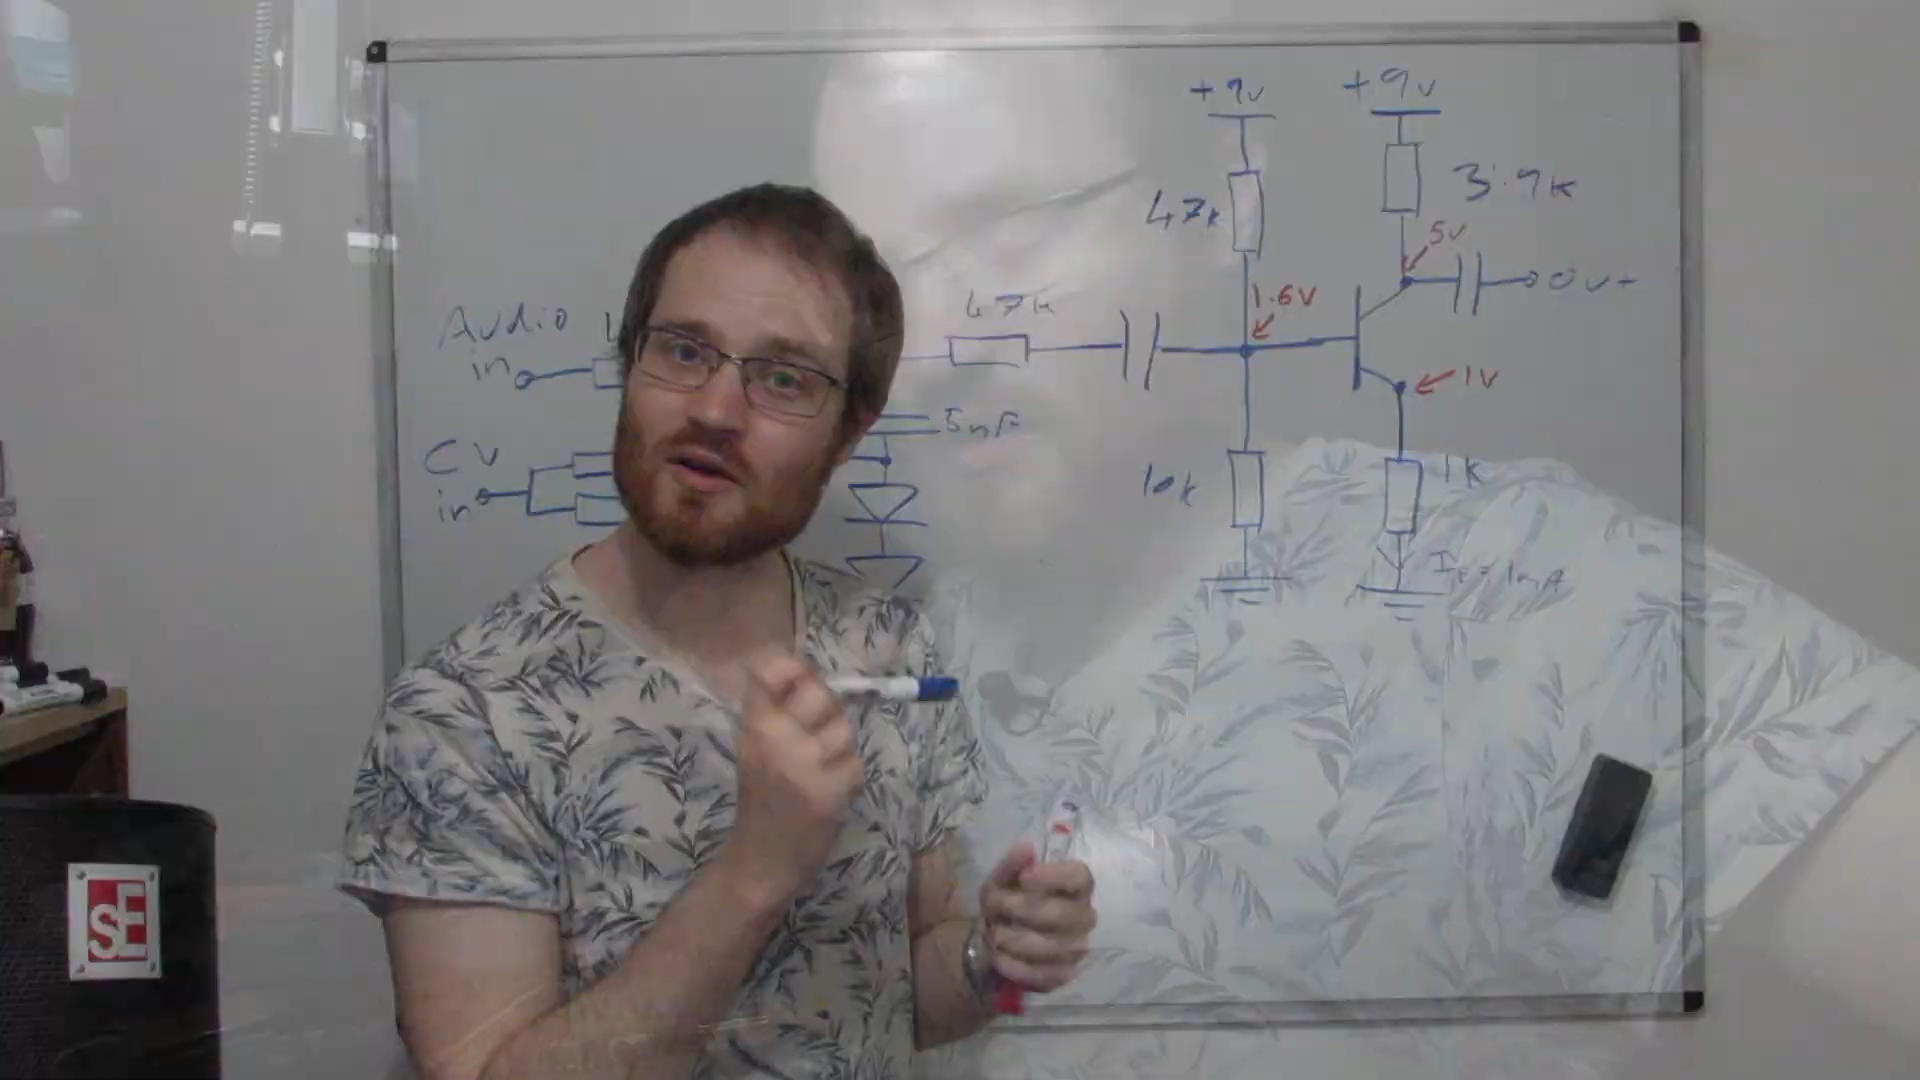 +9v
+9v
3.9k
47k
5v
out
1.6V
47k
Audio
in
1v
5nF
CV
in
10k
1k
IE = 1mA
sE